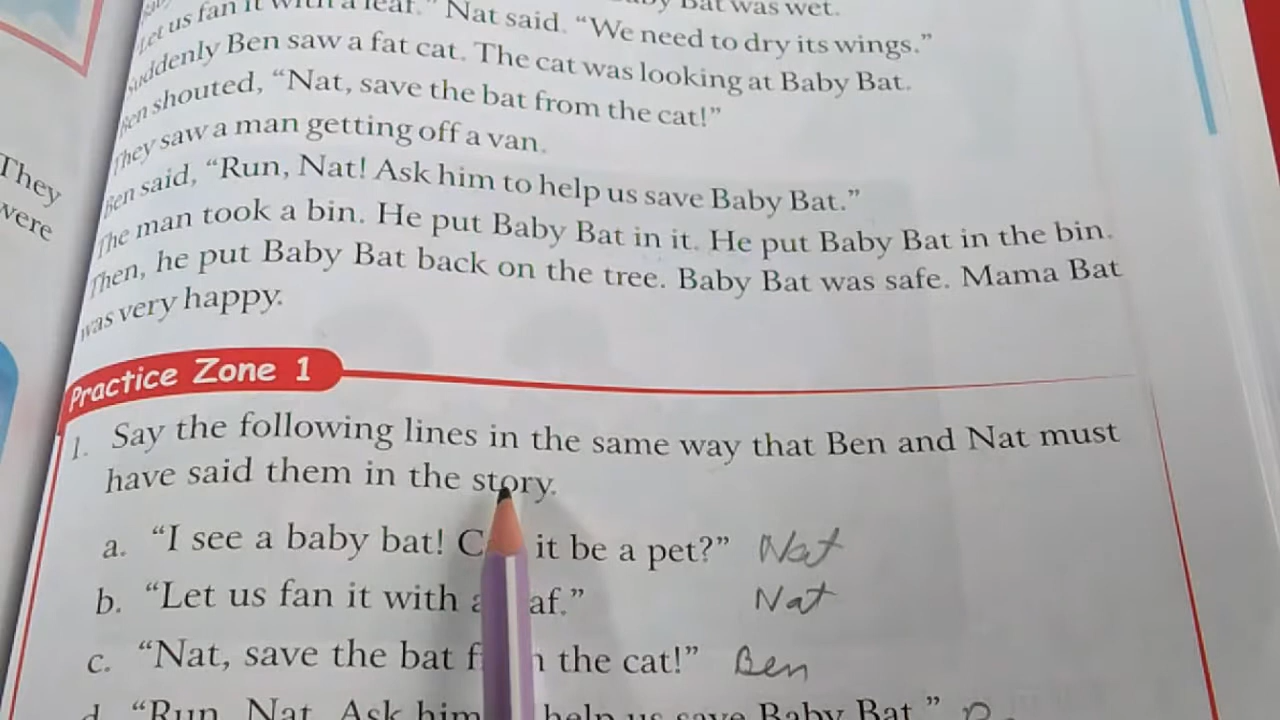 Bat was wet.
Let us fan it with a leaf.” Nat said. “We need to dry its wings.”
Suddenly Ben saw a fat cat. The cat was looking at Baby Bat.
Ben shouted, “Nat, save the bat from the cat!”
They saw a man getting off a van.
Ben said, “Run, Nat! Ask him to help us save Baby Bat.”
The man took a bin. He put Baby Bat in it. He put Baby Bat in the bin.
Then, he put Baby Bat back on the tree. Baby Bat was safe. Mama Bat
was very happy.
They
were
Practice Zone 1
1. Say the following lines in the same way that Ben and Nat must
have said them in the story.
a. “I see a baby bat! C it be a pet?” Nat
b. “Let us fan it with a af.” Nat
c. “Nat, save the bat f the cat!” Ben
d. “Run, Nat. Ask him help us save Baby Bat.”